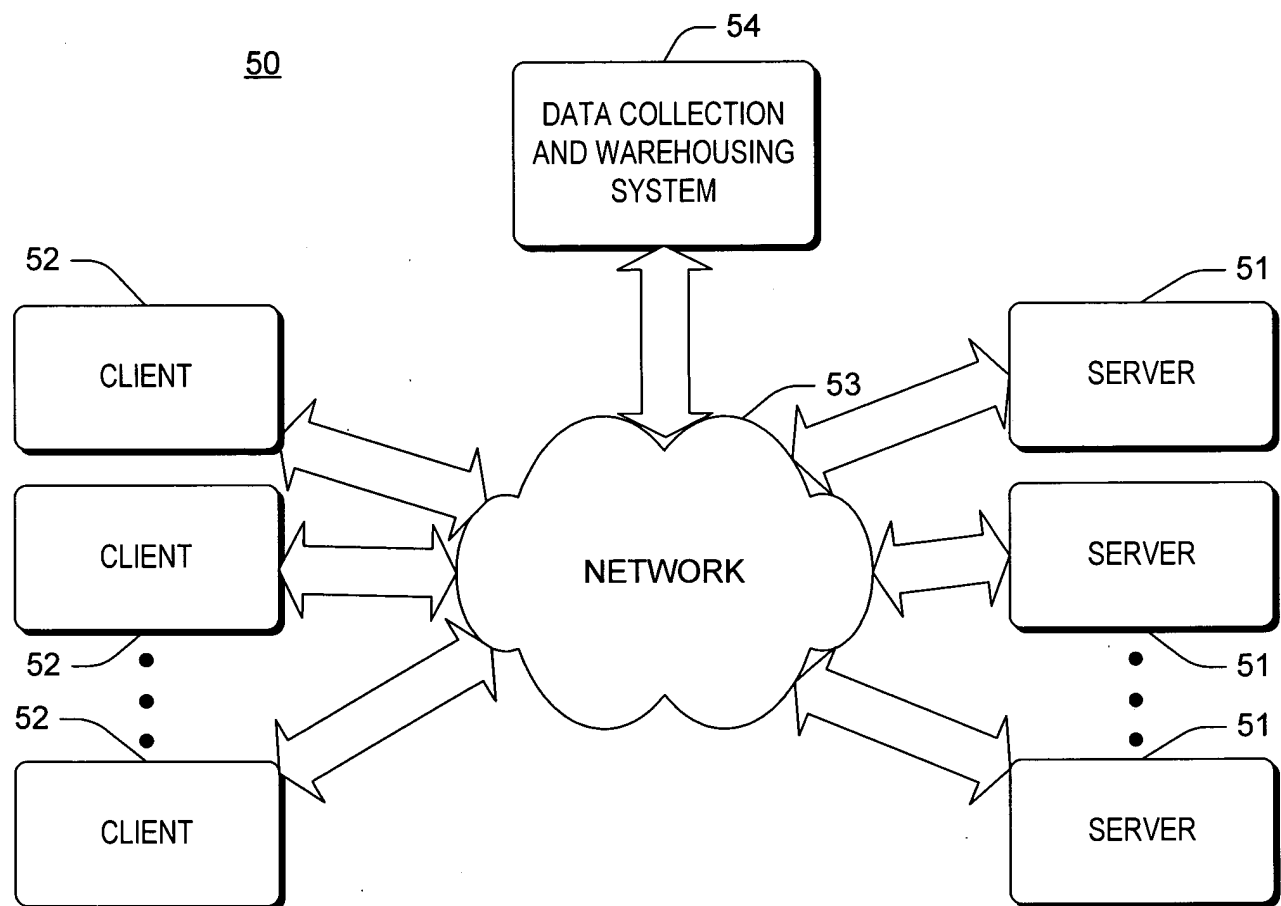 50
54
DATA COLLECTION
AND WAREHOUSING
SYSTEM
52
CLIENT
51
SERVER
53
CLIENT
52
NETWORK
SERVER
51
52
CLIENT
51
SERVER